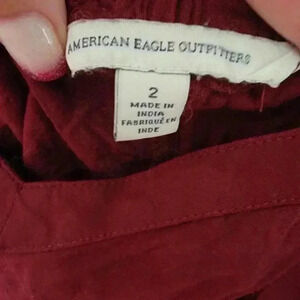 AMERICAN EAGLE OUTFITTERS
2
MADE IN
INDIA
FABRIQUÉ EN
INDE